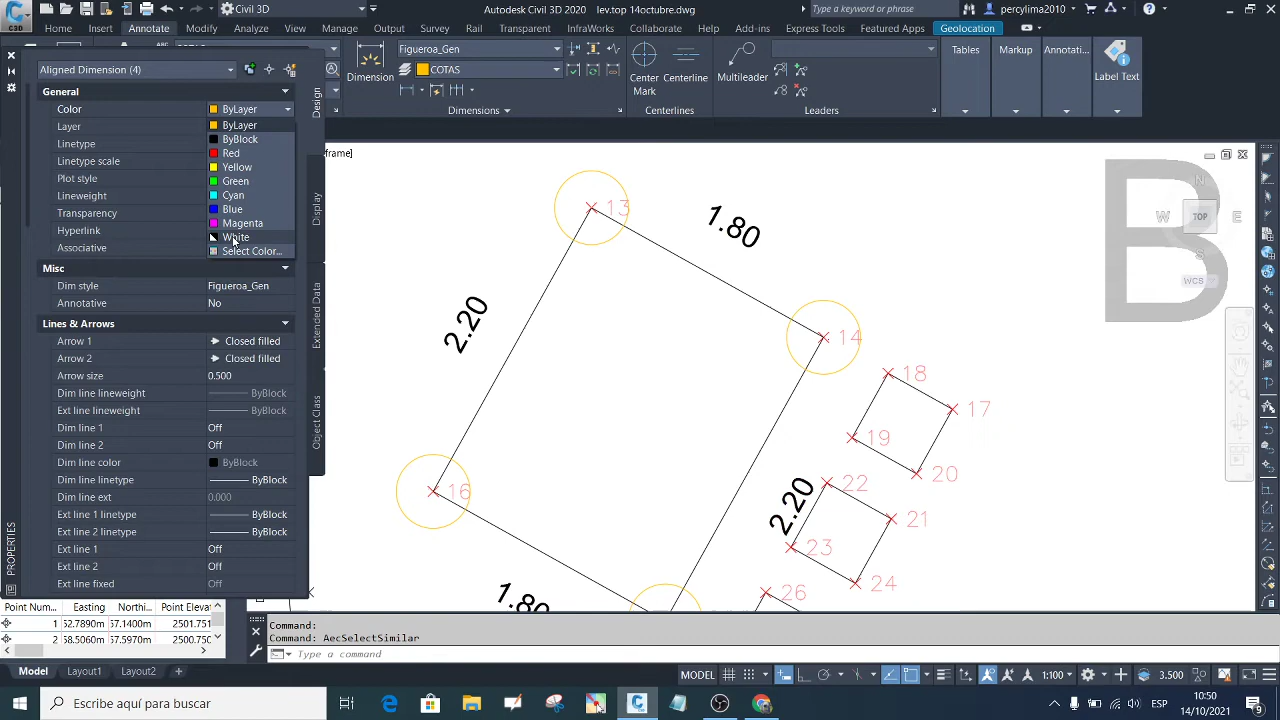 Civil 3D
Autodesk Civil 3D 2020 lev.top 14octubre.dwg
Type a keyword or phrase
percylima2010
C3D
Home Insert Annotate Modify Analyze View
Output Survey Rail Transparent InfraWorks Collaborate Help Add-ins Express Tools Featured Apps Geolocation
Dimension
Figueroa_Gen
COTAS
Dimensions
Center Mark
Centerline
Centerlines
Multileader
Leaders
Tables
Markup
Annotati...
Label Text
Aligned Dimension (4)
General
Color ByLayer
Layer ByLayer
Linetype ByBlock
Linetype scale Red
Plot style Yellow
Lineweight Green
Transparency Cyan
Hyperlink Blue
Associative Magenta
White
Select Color...
Misc
Dim style Figueroa_Gen
Annotative No
Lines & Arrows
Arrow 1 Closed filled
Arrow 2 Closed filled
Arrow size 0.500
Dim line lineweight ByBlock
Ext line lineweight ByBlock
Dim line 1 Off
Dim line 2 Off
Dim line color ByBlock
Dim line linetype ByBlock
Dim line ext 0.000
Ext line 1 linetype ByBlock
Ext line 2 linetype ByBlock
Ext line 1 Off
Ext line 2 Off
Ext line fixed Off
PROPERTIES
Design
Display
Extended Data
Object Class
frame]
13
1.80
2.20
14
18
17
19
20
16
22
2.20
21
23
24
26
1.80
B
N
W TOP E
S
WCS
Point Num... Easting Northi... Point Elevat
1 52.7890m 57.1400m 2501.751
2 58.5060m 57.5970m 2500.750
Command:
Command: AecSelectSimilar
Type a command
Model Layout1 Layout2 +
MODEL 1:100 3.500
Escribe aquí para buscar
ESP
10:50
14/10/2021